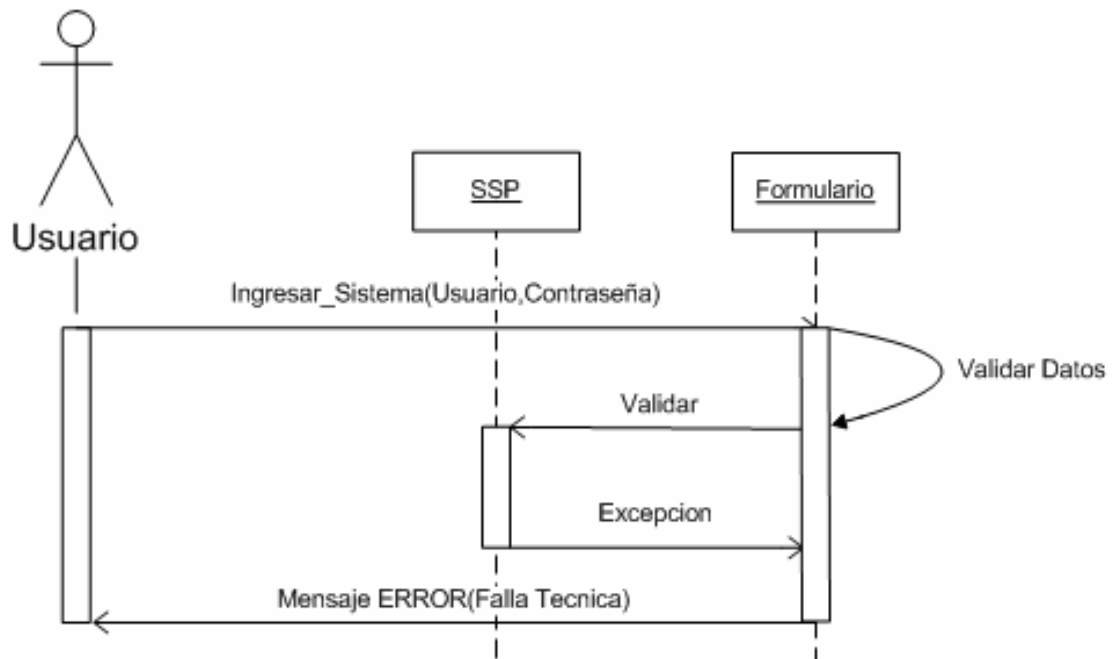 SSP
Formulario
Usuario
Ingresar_Sistema(Usuario,Contraseña)
Validar Datos
Validar
Excepcion
Mensaje ERROR(Falla Tecnica)